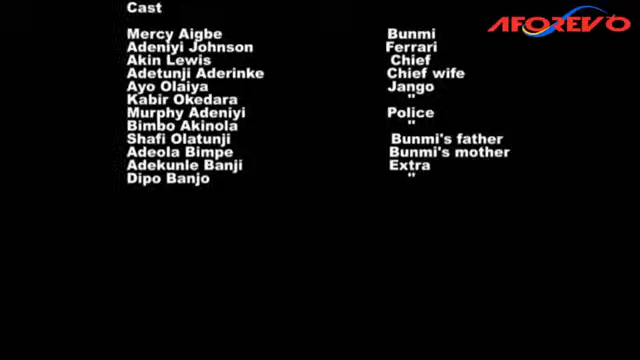 Cast
AFOREVO
Mercy Aigbe Bunmi
Adeniyi Johnson Ferrari
Akin Lewis Chief
Adetunji Aderinke Chief wife
Ayo Olaiya Jango
Kabir Okedara "
Murphy Adeniyi Police
Bimbo Akinola "
Shafi Olatunji Bunmi's father
Adeola Bimpe Bunmi's mother
Adekunle Banji Extra
Dipo Banjo "